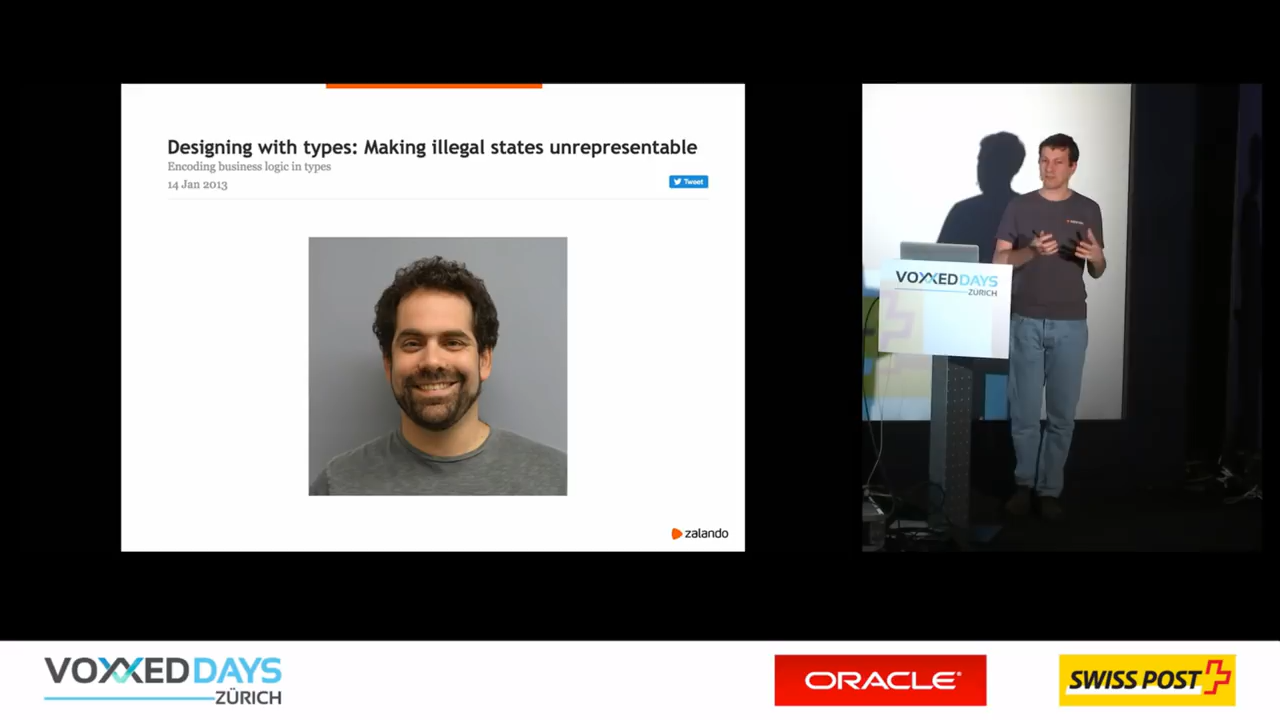 Designing with types: Making illegal states unrepresentable
Encoding business logic in types
14 Jan 2013
Tweet
zalando
VOXXED DAYS
ZÜRICH
VOXXED DAYS
ZÜRICH
ORACLE®
SWISS POST